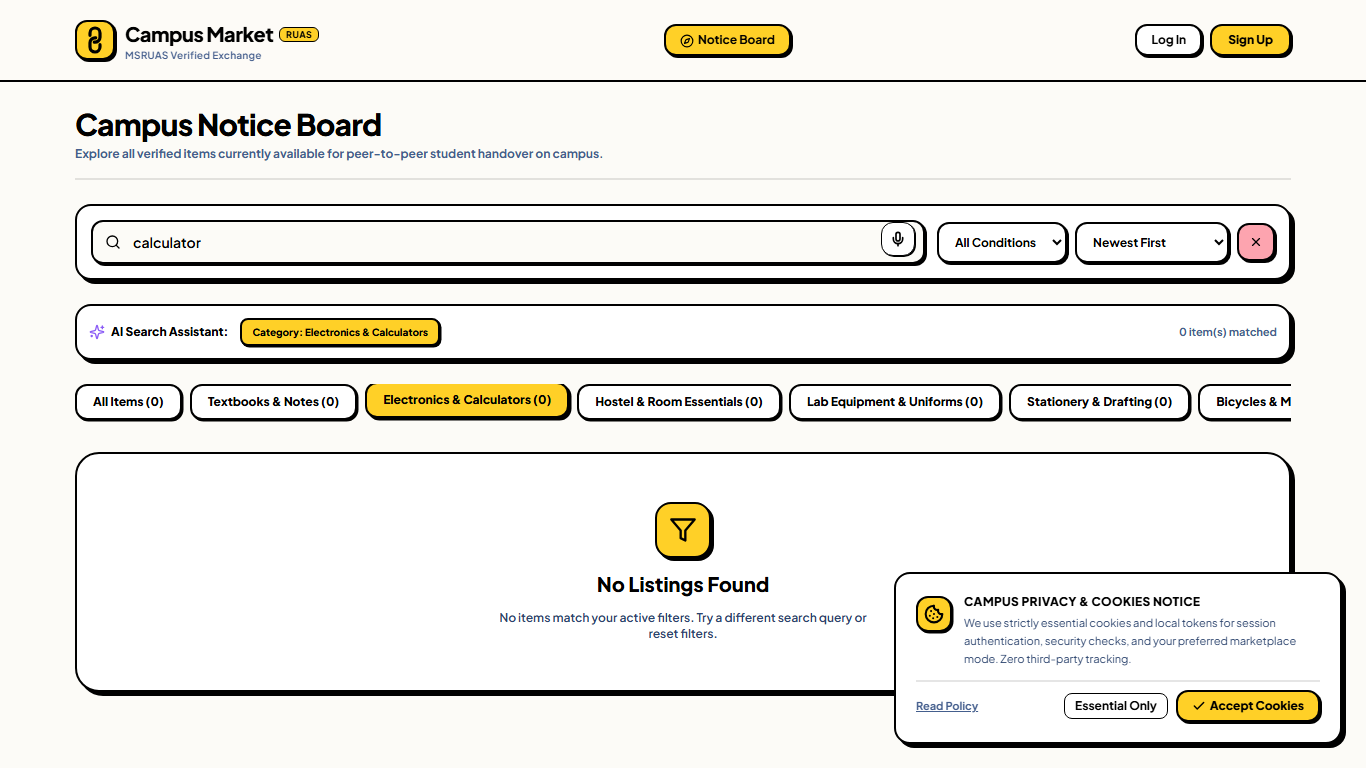 Campus Market RUAS
MSRUAS Verified Exchange
Notice Board
Log In
Sign Up
Campus Notice Board
Explore all verified items currently available for peer-to-peer student handover on campus.
calculator
All Conditions
Newest First
AI Search Assistant:
Category: Electronics & Calculators
0 item(s) matched
All Items (0)
Textbooks & Notes (0)
Electronics & Calculators (0)
Hostel & Room Essentials (0)
Lab Equipment & Uniforms (0)
Stationery & Drafting (0)
Bicycles & M
No Listings Found
No items match your active filters. Try a different search query or
reset filters.
CAMPUS PRIVACY & COOKIES NOTICE
We use strictly essential cookies and local tokens for session
authentication, security checks, and your preferred marketplace
mode. Zero third-party tracking.
Read Policy
Essential Only
Accept Cookies